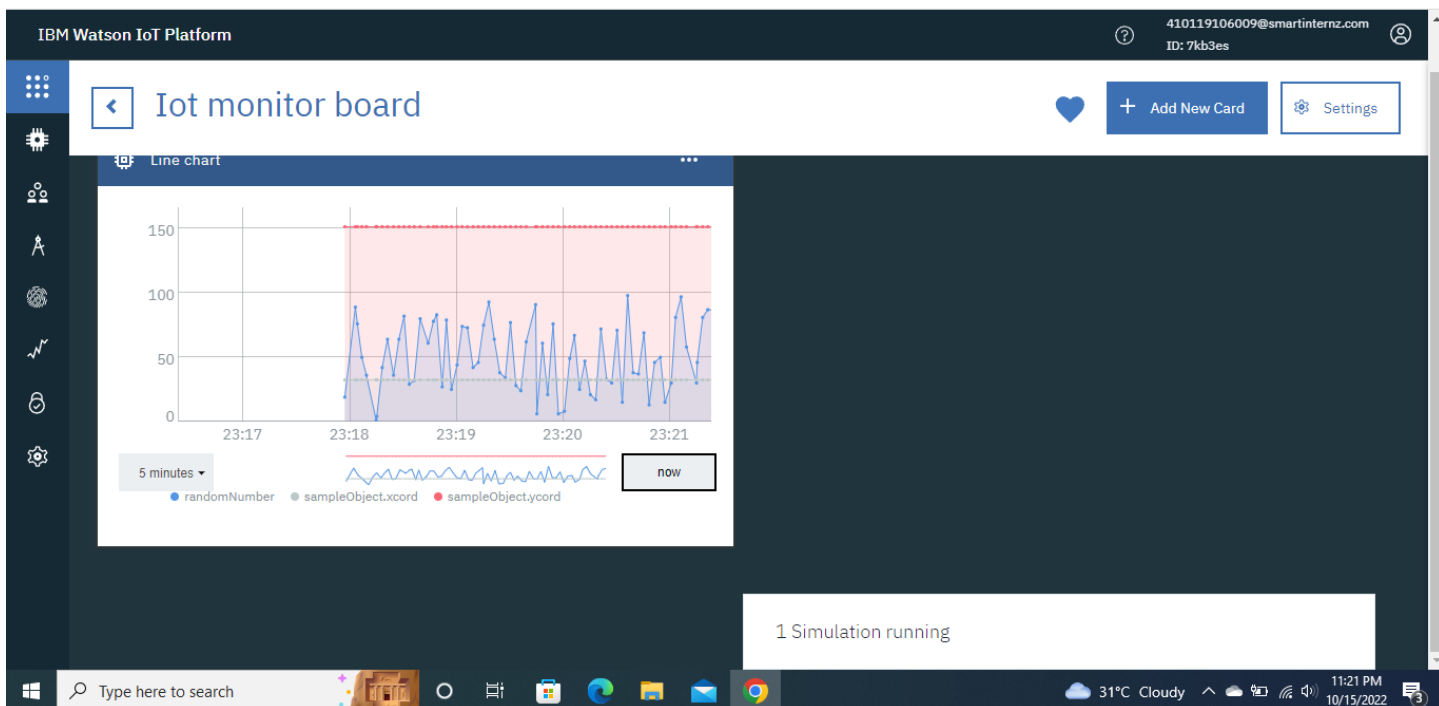 IBM Watson IoT Platform
410119106009@smartinternz.com
ID: 7kb3es
Iot monitor board
+ Add New Card
Settings
Line chart
150
100
50
0
23:17 23:18 23:19 23:20 23:21
5 minutes
now
randomNumber sampleObject.xcord sampleObject.ycord
1 Simulation running
Type here to search
31°C Cloudy
11:21 PM
10/15/2022
3